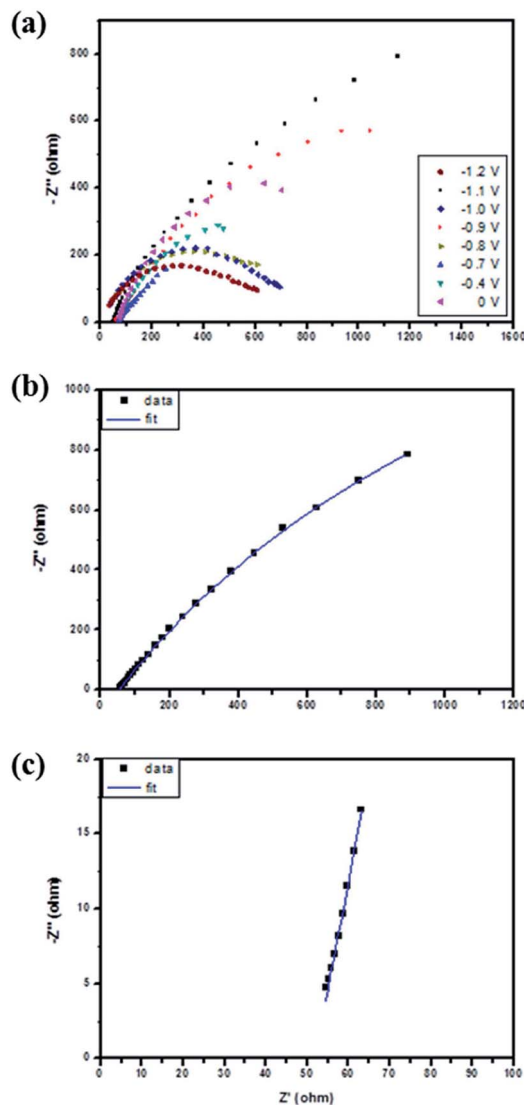 (a)
- Z'' (ohm)
800
600
400
200
0
-1.2 V
-1.1 V
-1.0 V
-0.9 V
-0.8 V
-0.7 V
-0.4 V
0 V
0 200 400 600 800 1000 1200 1400 1600
(b)
-Z'' (ohm)
1000
800
600
400
200
0
data
fit
0 200 400 600 800 1000 1200
(c)
-Z'' (ohm)
20
15
10
5
0
data
fit
0 10 20 30 40 50 60 70 80 90 100
Z' (ohm)